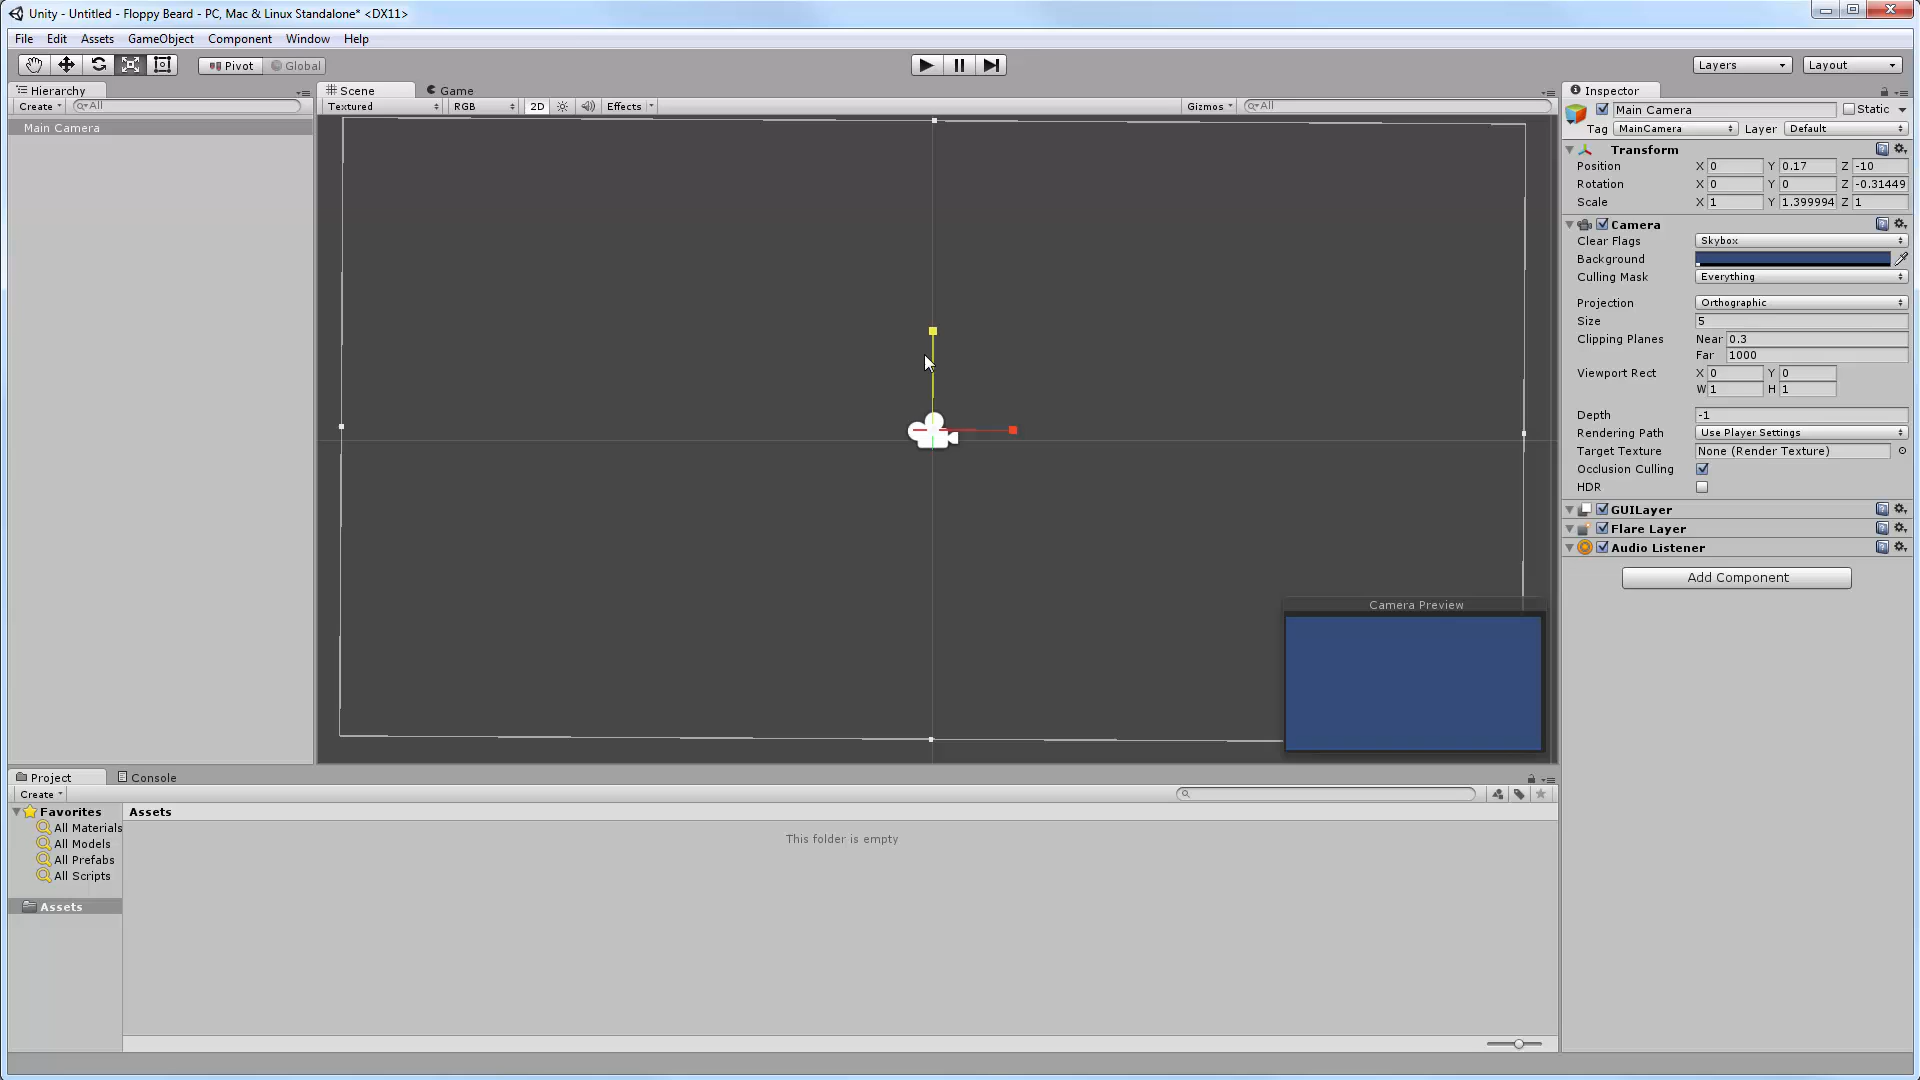 Unity - Untitled - Floppy Beard - PC, Mac & Linux Standalone* <DX11>
File Edit Assets GameObject Component Window Help
Pivot Global Layers Layout
Hierarchy
Create All
Main Camera
Scene Game
Textured RGB 2D Effects Gizmos All
Camera Preview
Inspector
Main Camera Static
Tag MainCamera Layer Default
Transform
Position X 0 Y 0.17 Z -10
Rotation X 0 Y 0 Z -0.31449
Scale X 1 Y 1.399994 Z 1
Camera
Clear Flags Skybox
Background
Culling Mask Everything
Projection Orthographic
Size 5
Clipping Planes Near 0.3
Far 1000
Viewport Rect X 0 Y 0
W 1 H 1
Depth -1
Rendering Path Use Player Settings
Target Texture None (Render Texture)
Occlusion Culling
HDR
GUILayer
Flare Layer
Audio Listener
Add Component
Project Console
Create
Favorites
All Materials
All Models
All Prefabs
All Scripts
Assets
Assets
This folder is empty